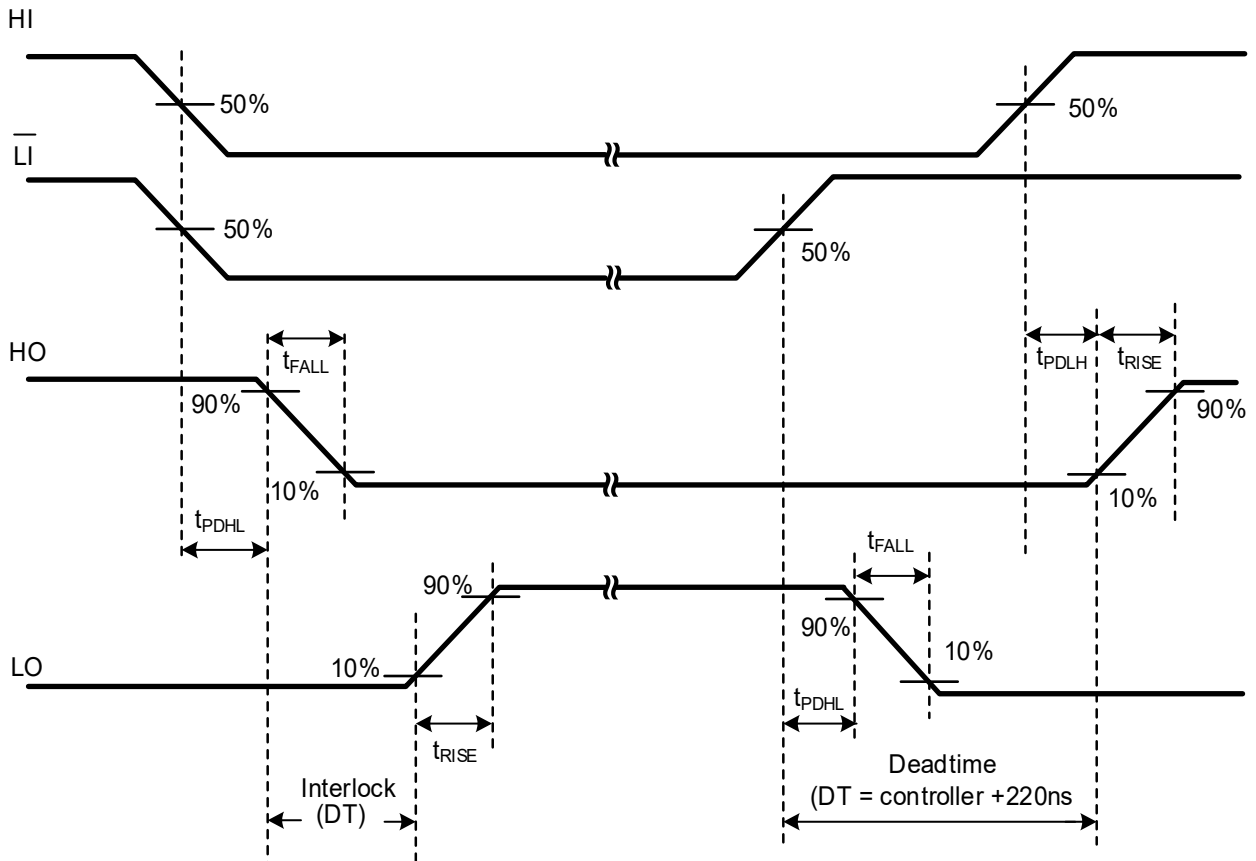 HI
50%
50%
LI
50%
50%
HO
tFALL
tPDLH
tRISE
90%
90%
10%
10%
tPDHL
tFALL
90%
90%
LO
10%
10%
tPDHL
tRISE
Interlock
(DT)
Deadtime
(DT = controller +220ns